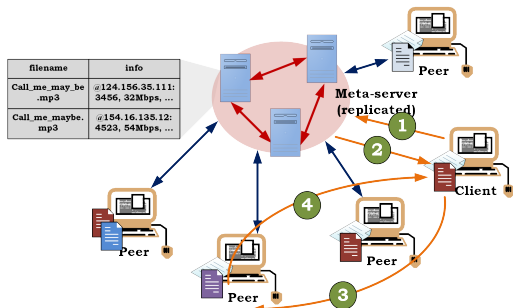 filename info
Call_me_may_be @124.156.35.111:
.mp3 3456, 32Mbps, ...
Call_me_maybe. @154.16.135.12:
mp3 4523, 54Mbps, ...
Peer
Meta-server
(replicated)
1
2
Client
4
Peer
Peer
Peer
3